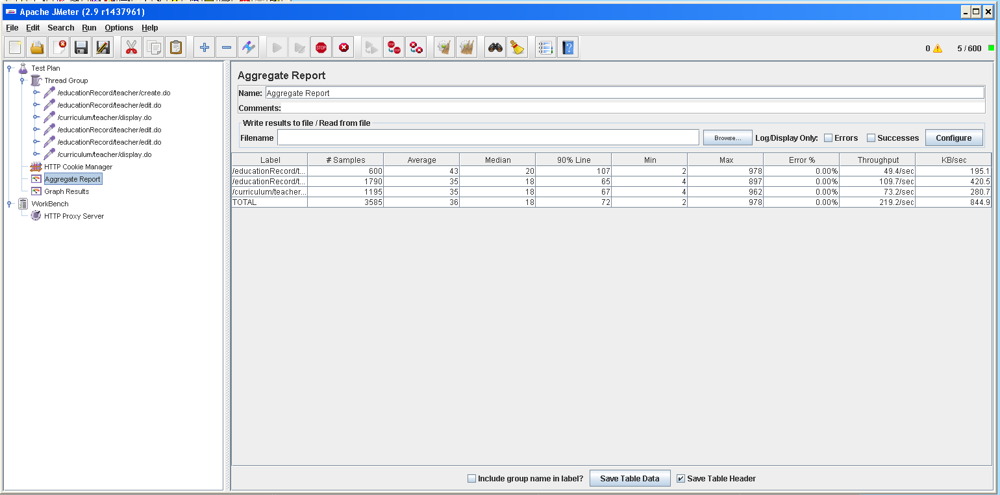 Apache JMeter (2.9 r1437961)
File Edit Search Run Options Help
STOP STOP STOP ? 0 5 / 600
Test Plan
Thread Group
/educationRecord/teacher/create.do
/educationRecord/teacher/edit.do
/curriculum/teacher/display.do
/educationRecord/teacher/edit.do
/educationRecord/teacher/edit.do
/curriculum/teacher/display.do
HTTP Cookie Manager
Aggregate Report
Graph Results
WorkBench
HTTP Proxy Server
Aggregate Report
Name: Aggregate Report
Comments:
Write results to file / Read from file
Filename Browse... Log/Display Only: Errors Successes Configure
Label # Samples Average Median 90% Line Min Max Error % Throughput KB/sec
/educationRecord/t... 600 43 20 107 2 978 0.00% 49.4/sec 195.1
/educationRecord/t... 1790 35 18 65 4 897 0.00% 109.7/sec 420.5
/curriculum/teacher... 1195 35 18 67 4 962 0.00% 73.2/sec 280.7
TOTAL 3585 36 18 72 2 978 0.00% 219.2/sec 844.9
Include group name in label? Save Table Data Save Table Header